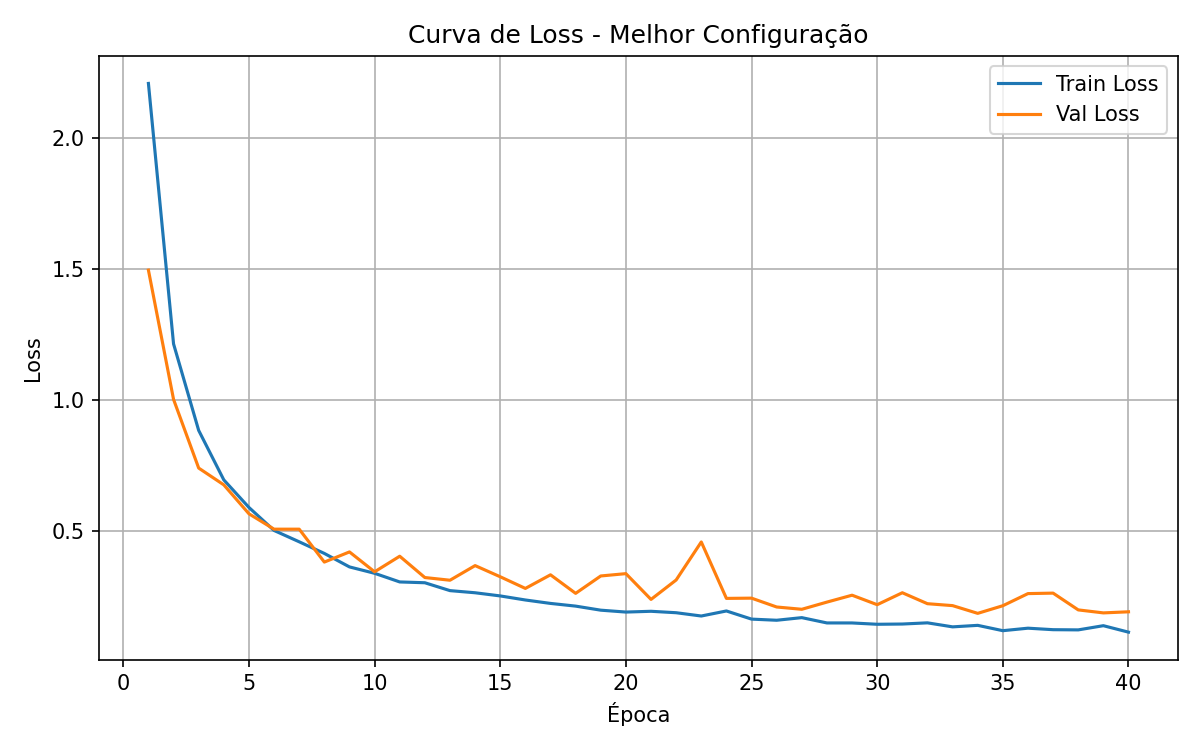 Curva de Loss - Melhor Configuração
Train Loss
Val Loss
2.0
1.5
1.0
0.5
Loss
0 5 10 15 20 25 30 35 40
Época